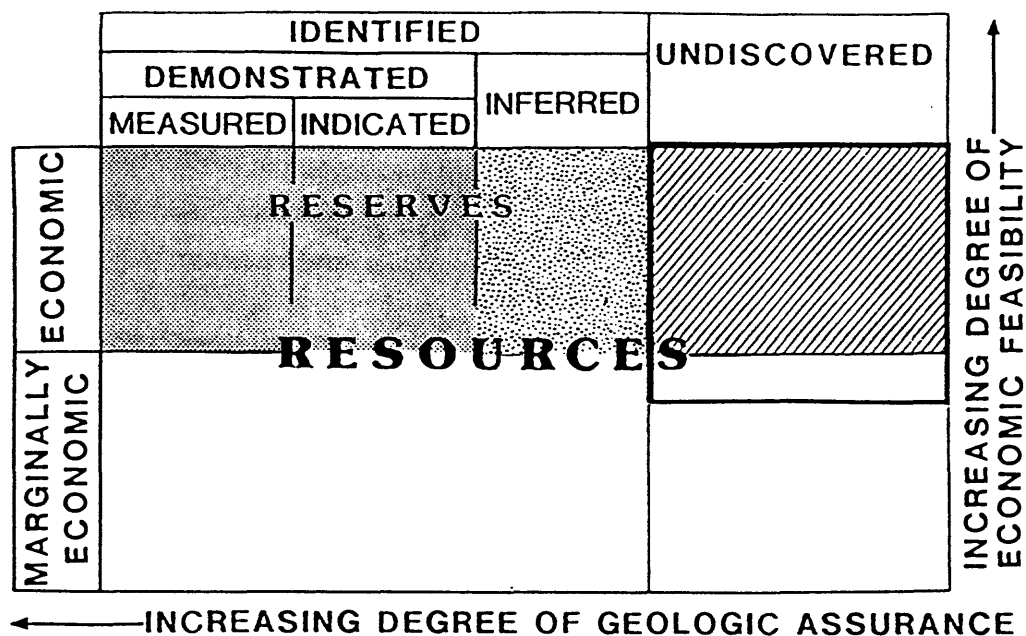 IDENTIFIED
UNDISCOVERED
DEMONSTRATED
INFERRED
MEASURED
INDICATED
ECONOMIC
RESERVES
RESOURCES
MARGINALLY
ECONOMIC
INCREASING DEGREE OF
ECONOMIC FEASIBILITY
INCREASING DEGREE OF GEOLOGIC ASSURANCE